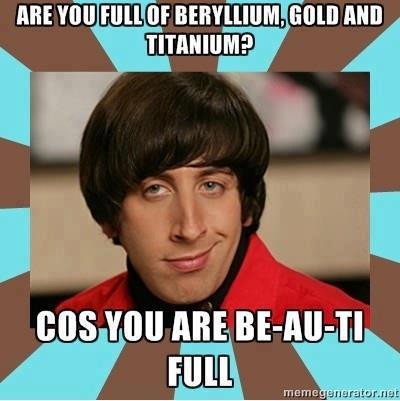 ARE YOU FULL OF BERYLLIUM, GOLD AND
TITANIUM?
COS YOU ARE BE-AU-TI
FULL
memegenerator.net